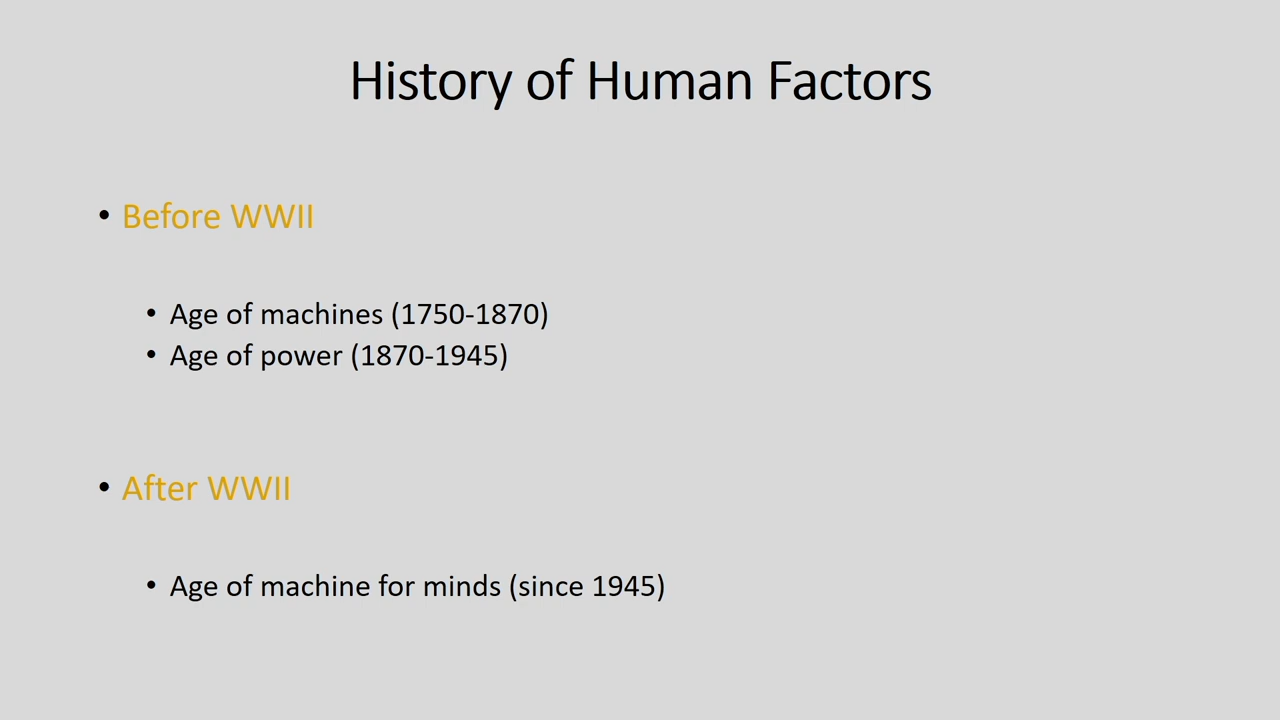 History of Human Factors
• Before WWII
• Age of machines (1750-1870)
• Age of power (1870-1945)
• After WWII
• Age of machine for minds (since 1945)